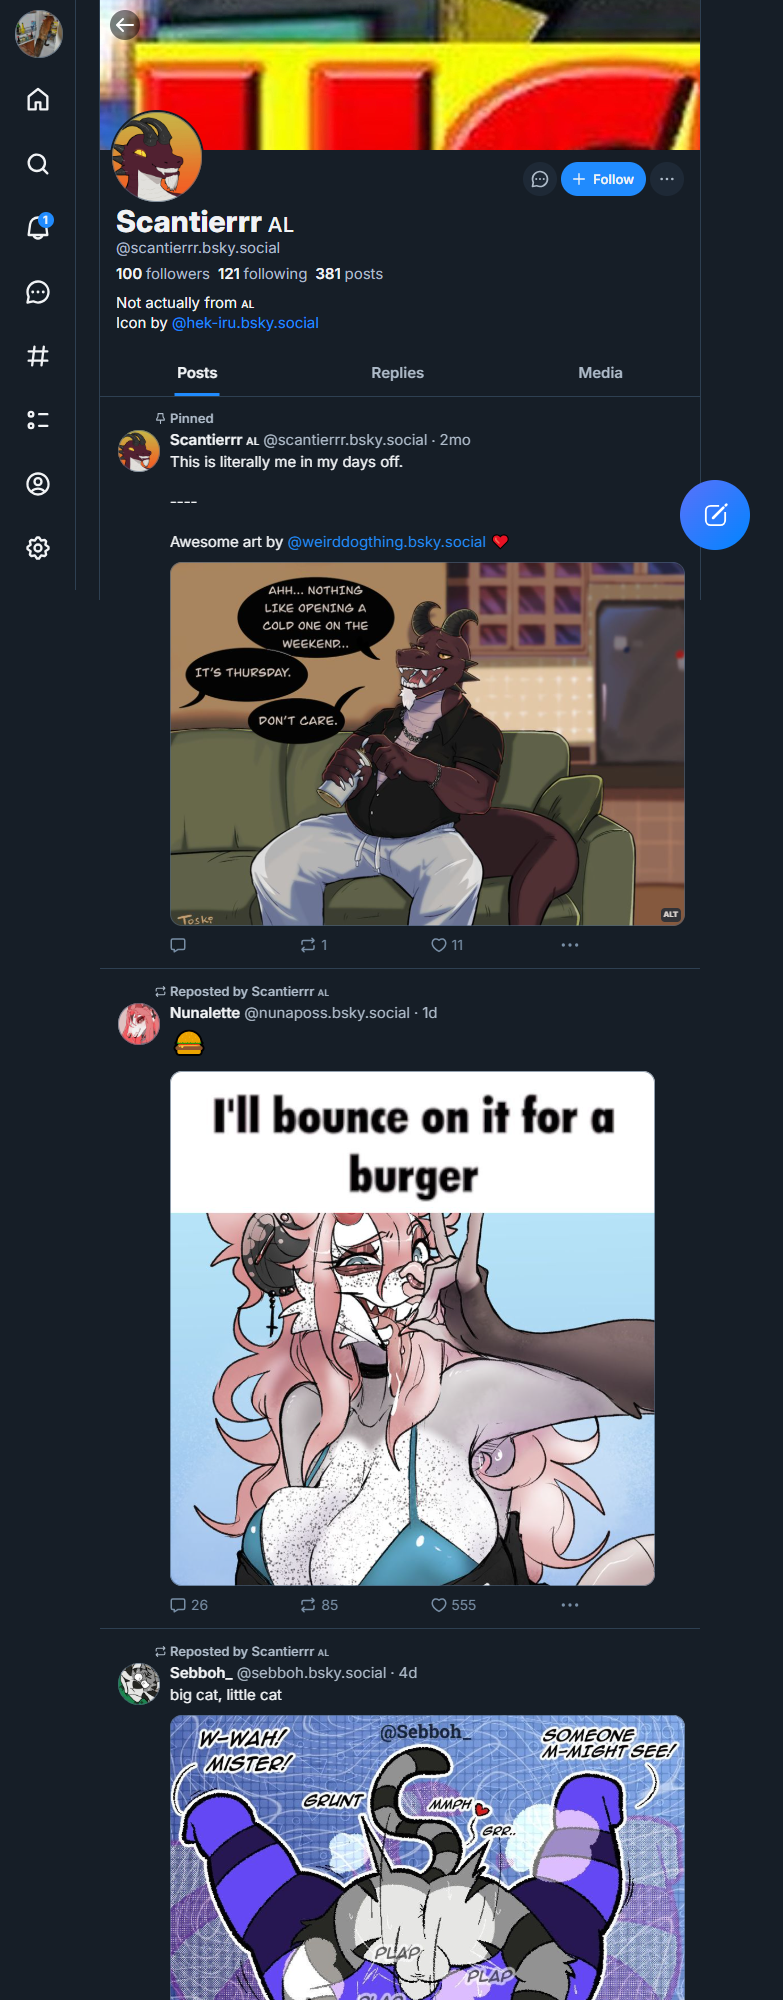 1
Follow
Scantierrr AL
@scantierrr.bsky.social
100 followers 121 following 381 posts
Not actually from AL
Icon by @hek-iru.bsky.social
Posts Replies Media
Pinned
Scantierrr AL @scantierrr.bsky.social · 2mo
This is literally me in my days off.
----
Awesome art by @weirddogthing.bsky.social ❤️
AHH... NOTHING
LIKE OPENING A
COLD ONE ON THE
WEEKEND...
IT'S THURSDAY.
DON'T CARE.
Toski
ALT
1 11
Reposted by Scantierrr AL
Nunalette @nunaposs.bsky.social · 1d
🍔
I'll bounce on it for a
burger
26 85 555
Reposted by Scantierrr AL
Sebboh_ @sebboh.bsky.social · 4d
big cat, little cat
@Sebboh_
W-WAH!
MISTER!
SOMEONE
M-MIGHT SEE!
GRUNT
MMPH
GRR..
PLAP
PLAP
PLAP